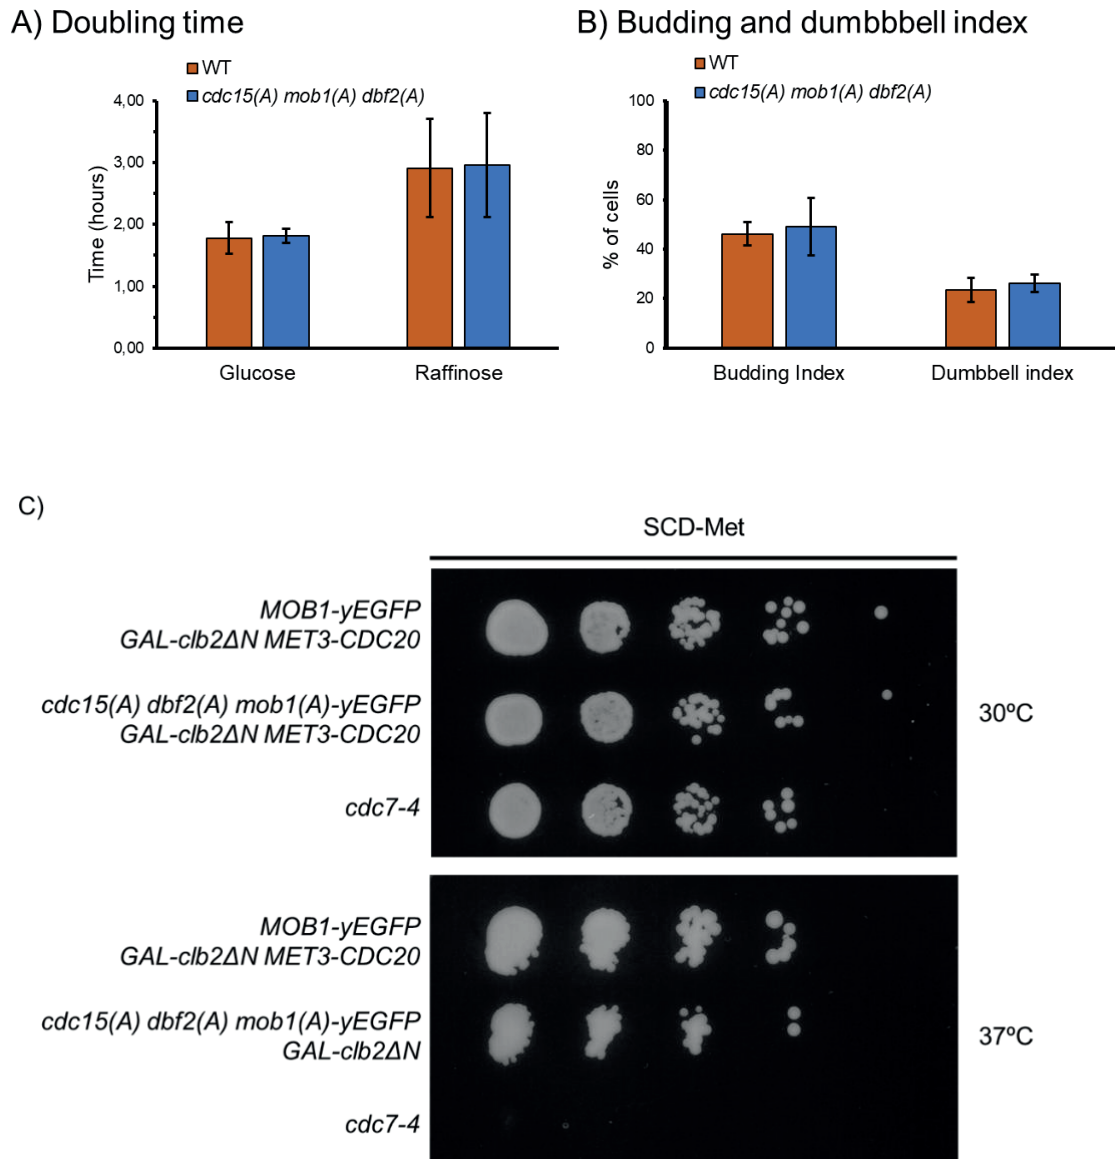 A) Doubling time
WT
cdc15(A) mob1(A) dbf2(A)
4,00
3,00
2,00
1,00
0,00
Time (hours)
Glucose
Raffinose
B) Budding and dumbbbell index
WT
cdc15(A) mob1(A) dbf2(A)
100
80
60
40
20
0
% of cells
Budding Index
Dumbbell index
C)
SCD-Met
MOB1-yEGFP
GAL-clb2ΔN MET3-CDC20
cdc15(A) dbf2(A) mob1(A)-yEGFP
GAL-clb2ΔN MET3-CDC20
cdc7-4
30ºC
MOB1-yEGFP
GAL-clb2ΔN MET3-CDC20
cdc15(A) dbf2(A) mob1(A)-yEGFP
GAL-clb2ΔN
cdc7-4
37ºC